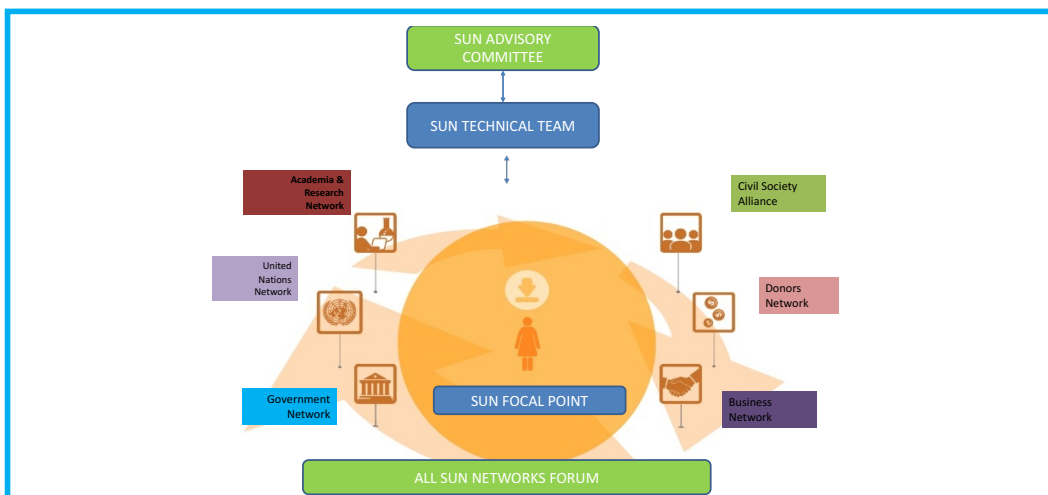 SUN ADVISORY
COMMITTEE
SUN TECHNICAL TEAM
Academia &
Research
Network
Civil Society
Alliance
United
Nations
Network
Donors
Network
Government
Network
SUN FOCAL POINT
Business
Network
ALL SUN NETWORKS FORUM